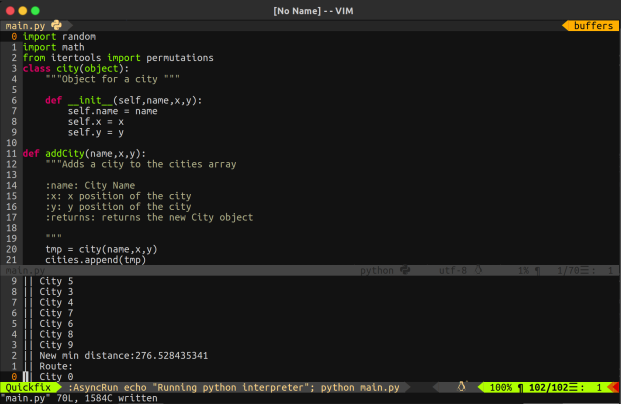 [No Name] - - VIM
main.py buffers
0 import random
1 import math
2 from itertools import permutations
3 class city(object):
4 """Object for a city """
5
6 def __init__(self,name,x,y):
7 self.name = name
8 self.x = x
9 self.y = y
10
11 def addCity(name,x,y):
12 """Adds a city to the cities array
13
14 :name: City Name
15 :x: x position of the city
16 :y: y position of the city
17 :returns: returns the new City object
18
19 """
20 tmp = city(name,x,y)
21 cities.append(tmp)
main.py python utf-8 1% ¶ 1/70☰: 1
9 || City 5
8 || City 3
7 || City 4
6 || City 7
5 || City 6
4 || City 8
3 || City 9
2 || New min distance:276.528435341
1 || Route:
0 || City 0
Quickfix :AsyncRun echo "Running python interpreter"; python main.py 100% ¶ 102/102☰: 1
"main.py" 70L, 1584C written